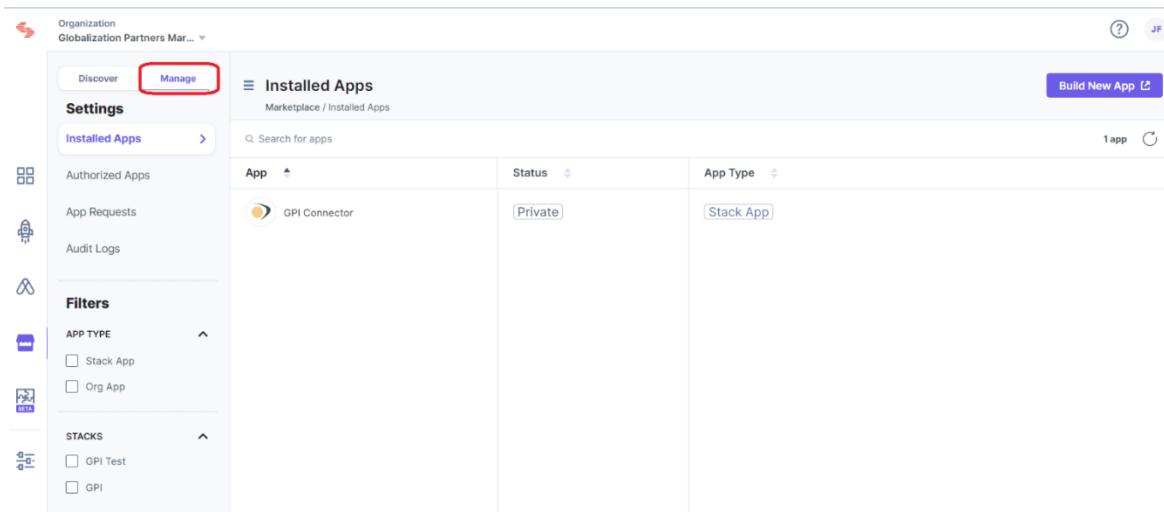 Organization
Globalization Partners Mar...
JF
Discover
Manage
Settings
Installed Apps
Authorized Apps
App Requests
Audit Logs
Filters
APP TYPE
Stack App
Org App
STACKS
GPI Test
GPI
BETA
Installed Apps
Marketplace / Installed Apps
Build New App
Search for apps
1 app
App
Status
App Type
GPI Connector
Private
Stack App